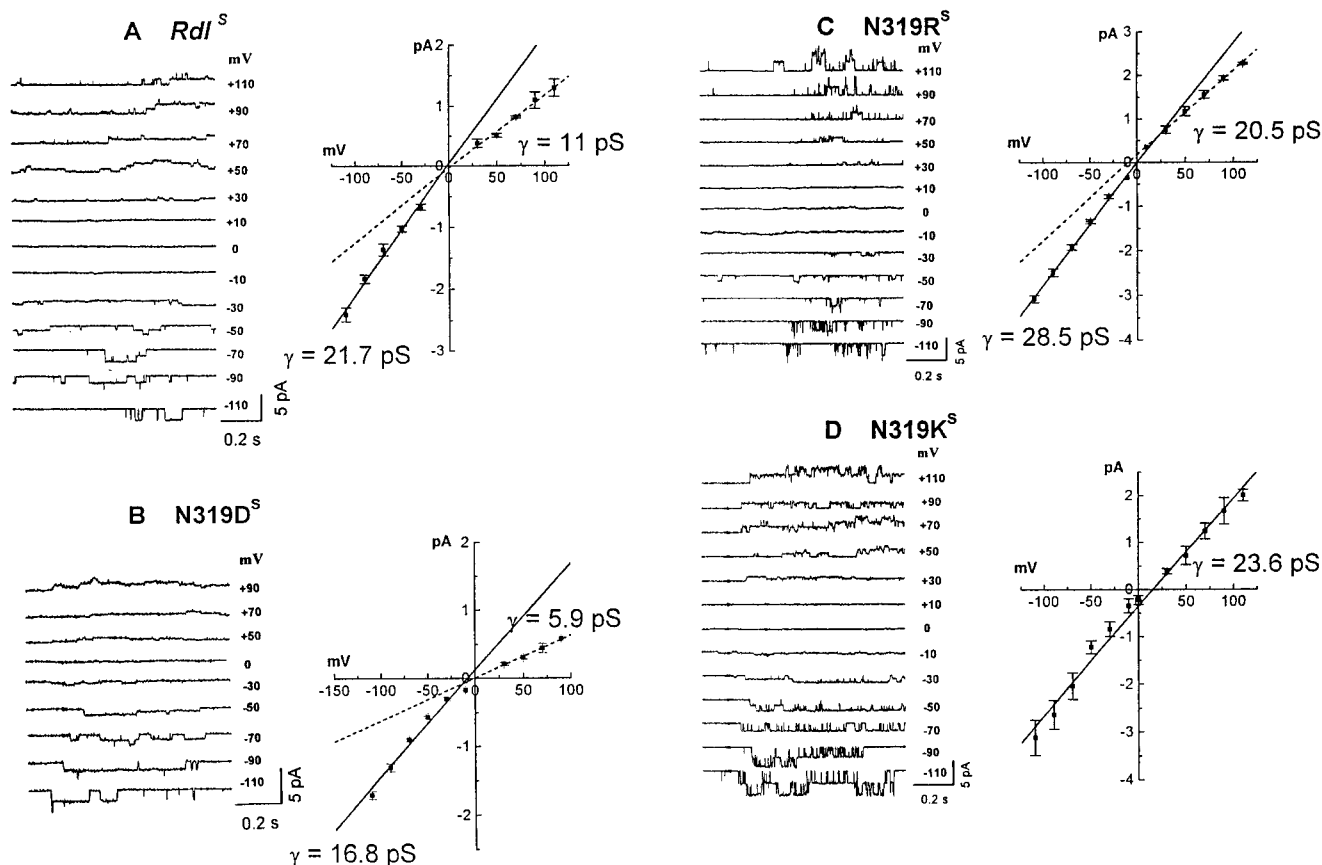 A Rdl S
mV
+110
+90
+70
+50
+30
+10
0
-10
-30
-50
-70
-90
-110
5 pA
0.2 s
pA 2
1
0
-1
-2
-3
mV
-100 -50 0 50 100
γ = 11 pS
γ = 21.7 pS
B N319D S
mV
+90
+70
+50
0
-30
-50
-70
-90
-110
5 pA
0.2 s
pA 2
1
0
-1
-2
mV
-150 -100 -50 0 50 100
γ = 5.9 pS
γ = 16.8 pS
C N319R S
mV
+110
+90
+70
+50
+30
+10
0
-10
-30
-50
-70
-90
-110
5 pA
0.2 s
pA 3
2
1
0
-1
-2
-3
-4
mV
-100 -50 0 50 100
γ = 20.5 pS
γ = 28.5 pS
D N319K S
mV
+110
+90
+70
+50
+30
+10
0
-10
-30
-50
-70
-90
-110
5 pA
0.2 s
pA
2
1
0
-1
-2
-3
-4
mV
-100 -50 0 50 100
γ = 23.6 pS